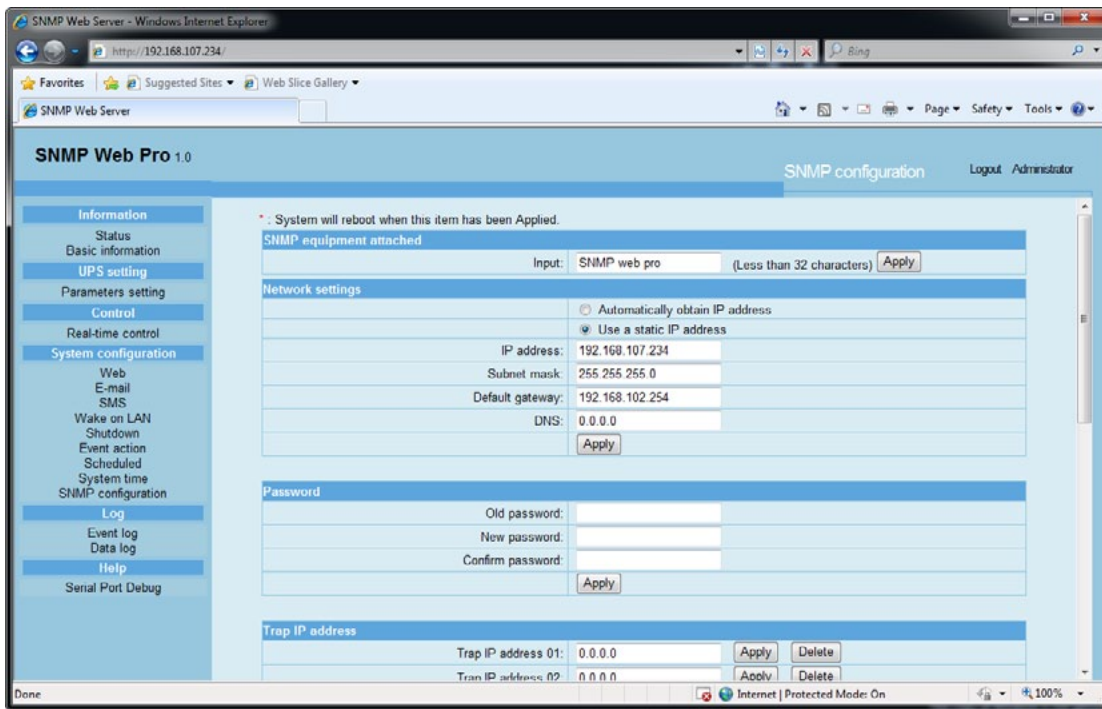 SNMP Web Server - Windows Internet Explorer
http://192.168.107.234/
Bing
Favorites Suggested Sites Web Slice Gallery
SNMP Web Server
Page Safety Tools
SNMP Web Pro 1.0
SNMP configuration Logout Administrator
Information
Status
Basic information
UPS setting
Parameters setting
Control
Real-time control
System configuration
Web
E-mail
SMS
Wake on LAN
Shutdown
Event action
Scheduled
System time
SNMP configuration
Log
Event log
Data log
Help
Serial Port Debug
* : System will reboot when this item has been Applied.
SNMP equipment attached
Input: SNMP web pro (Less than 32 characters) Apply
Network settings
Automatically obtain IP address
Use a static IP address
IP address: 192.168.107.234
Subnet mask: 255.255.255.0
Default gateway: 192.168.102.254
DNS: 0.0.0.0
Apply
Password
Old password:
New password:
Confirm password:
Apply
Trap IP address
Trap IP address 01: 0.0.0.0 Apply Delete
Trap IP address 02: 0.0.0.0 Apply Delete
Done
Internet | Protected Mode: On
100%